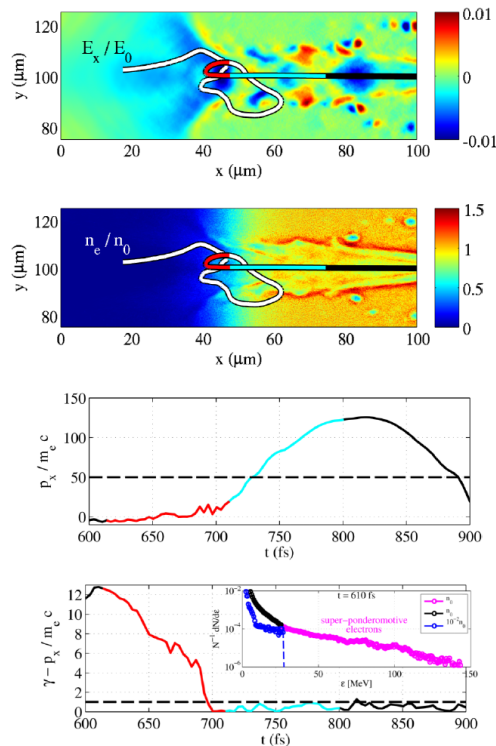 E_x / E_0
y (μm)
120
100
80
0 20 40 60 80 100
x (μm)
0.01
0
-0.01
n_e / n_0
y (μm)
120
100
80
0 20 40 60 80 100
x (μm)
1.5
1
0.5
0
p_x / m_e c
150
100
50
0
600 650 700 750 800 850 900
t (fs)
γ − p_x / m_e c
12
10
8
6
4
2
0
600 650 700 750 800 850 900
t (fs)
t = 610 fs
super-ponderomotive
electrons
N^-1 dN/dε
10^-2
10^-4
10^-6
0 50 100 150
ε [MeV]